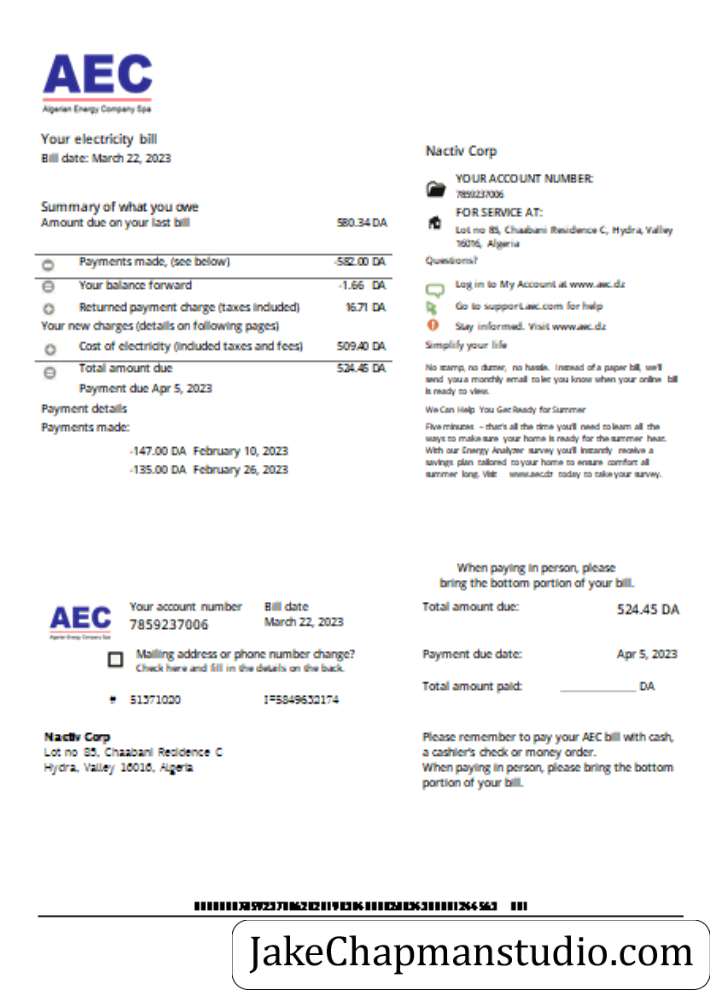 AEC
Algerian Energy Company Spa
Your electricity bill
Bill date: March 22, 2023
Summary of what you owe
Amount due on your last bill 580.34 DA
Payments made, (see below) -582.00 DA
Your balance forward -1.66 DA
Returned payment charge (taxes included) 16.71 DA
Your new charges (details on following pages)
Cost of electricity (included taxes and fees) 509.40 DA
Total amount due 524.45 DA
Payment due Apr 5, 2023
Payment details
Payments made:
-147.00 DA February 10, 2023
-135.00 DA February 26, 2023
Nactiv Corp
YOUR ACCOUNT NUMBER:
7859237006
FOR SERVICE AT:
Lot no 85, Chaabani Residence C, Hydra, Valley
16016, Algeria
Questions?
Log in to My Account at www.aec.dz
Go to support.aec.com for help
Stay informed. Visit www.aec.dz
Simplify your life
No stamp, no clutter, no hassle. Instead of a paper bill, we'll
send you a monthly email to let you know when your online bill
is ready to view.
We Can Help You Get Ready for Summer
Five minutes - that's all the time you'll need to learn all the
ways to make sure your home is ready for the summer heat.
With our Energy Analyzer survey you'll instantly receive a
savings plan tailored to your home to ensure comfort all
summer long. Visit www.aec.dz today to take your survey.
When paying in person, please
bring the bottom portion of your bill.
AEC
Algerian Energy Company Spa
Your account number Bill date
7859237006 March 22, 2023
Mailing address or phone number change?
Check here and fill in the details on the back.
# 51371020
Total amount due: 524.45 DA
Payment due date: Apr 5, 2023
Total amount paid: ____________ DA
Nactiv Corp
Lot no 85, Chaabani Residence C
Hydra, Valley 16016, Algeria
Please remember to pay your AEC bill with cash,
a cashier's check or money order.
When paying in person, please bring the bottom
portion of your bill.
JakeChapmanstudio.com